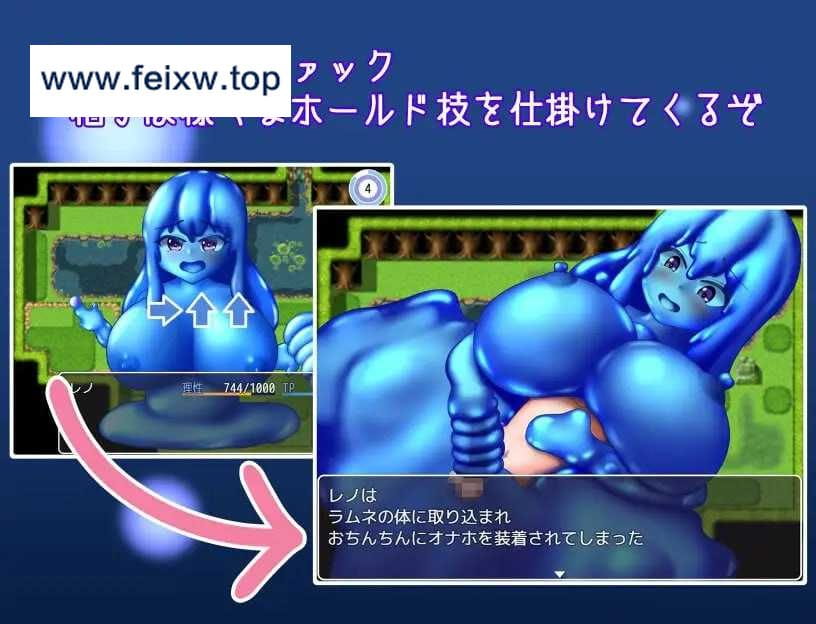 www.feixw.top
ァック
ホールド技を仕掛けてくるぞ
4
レノ
理性 744/1000 TP
レノは
ラムネの体に取り込まれ
おちんちんにオナホを装着されてしまった